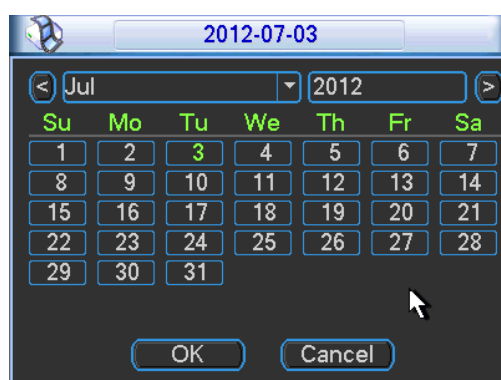 2012-07-03
< Jul 2012 >
Su Mo Tu We Th Fr Sa
1 2 3 4 5 6 7
8 9 10 11 12 13 14
15 16 17 18 19 20 21
22 23 24 25 26 27 28
29 30 31
OK Cancel